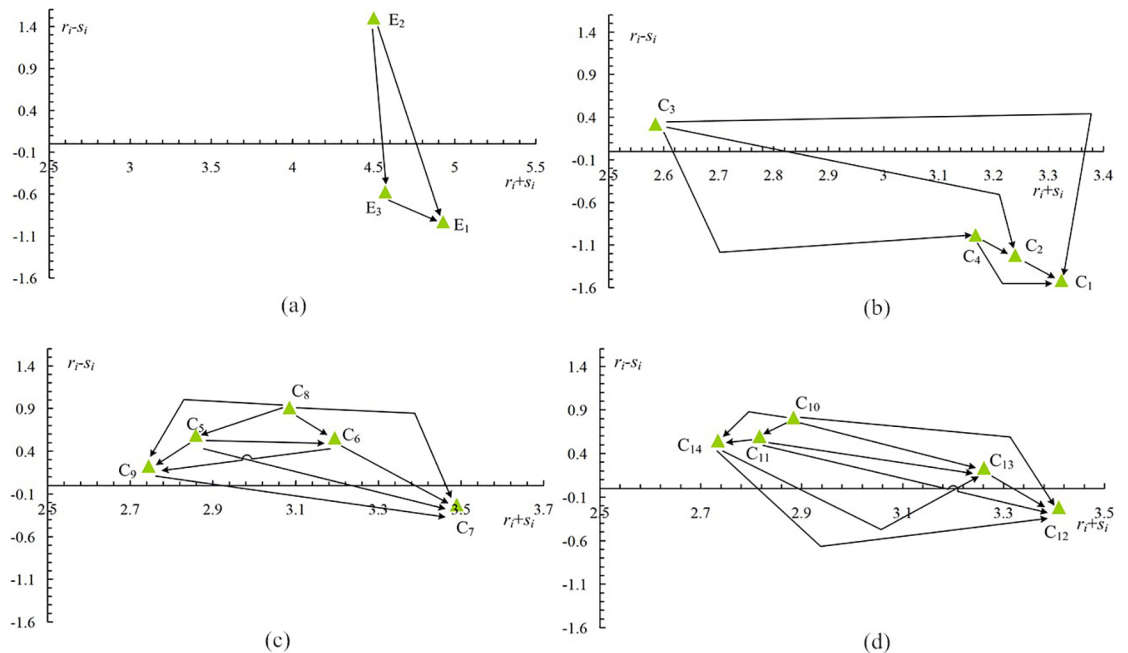 1.4
rᵢ-sᵢ
E₂
0.9
0.4
-0.1
2.5 3 3.5 4 4.5 5 5.5
rᵢ+sᵢ
-0.6
E₃
E₁
-1.1
-1.6
(a)
1.4
rᵢ-sᵢ
0.9
C₃
0.4
-0.1
2.5 2.6 2.7 2.8 2.9 3 3.1 3.2 3.3 3.4
rᵢ+sᵢ
-0.6
C₂
-1.1
C₄
C₁
-1.6
(b)
1.4
rᵢ-sᵢ
C₈
0.9
C₅
C₆
0.4
C₉
-0.1
2.5 2.7 2.9 3.1 3.3 3.5 3.7
C₇
rᵢ+sᵢ
-0.6
-1.1
-1.6
(c)
1.4
rᵢ-sᵢ
0.9
C₁₀
C₁₄
C₁₁
0.4
C₁₃
-0.1
2.5 2.7 2.9 3.1 3.3 3.5
C₁₂
rᵢ+sᵢ
-0.6
-1.1
-1.6
(d)